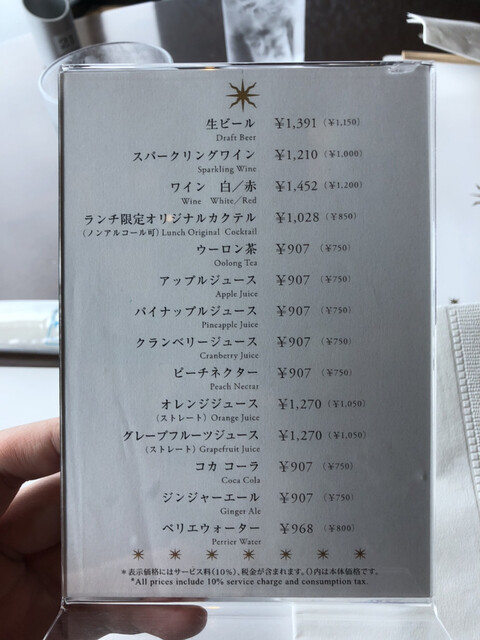 生ビール ¥1,391 (¥1,150)
Draft Beer
スパークリングワイン ¥1,210 (¥1,000)
Sparkling Wine
ワイン 白/赤 ¥1,452 (¥1,200)
Wine White/Red
ランチ限定オリジナルカクテル ¥1,028 (¥850)
(ノンアルコール可) Lunch Original Cocktail
ウーロン茶 ¥907 (¥750)
Oolong Tea
アップルジュース ¥907 (¥750)
Apple Juice
パイナップルジュース ¥907 (¥750)
Pineapple Juice
クランベリージュース ¥907 (¥750)
Cranberry Juice
ピーチネクター ¥907 (¥750)
Peach Nectar
オレンジジュース ¥1,270 (¥1,050)
(ストレート) Orange Juice
グレープフルーツジュース ¥1,270 (¥1,050)
(ストレート) Grapefruit Juice
コカ コーラ ¥907 (¥750)
Coca Cola
ジンジャーエール ¥907 (¥750)
Ginger Ale
ペリエウォーター ¥968 (¥800)
Perrier Water
*表示価格にはサービス料(10%)、税金が含まれます。()内は本体価格です。
*All prices include 10% service charge and consumption tax.